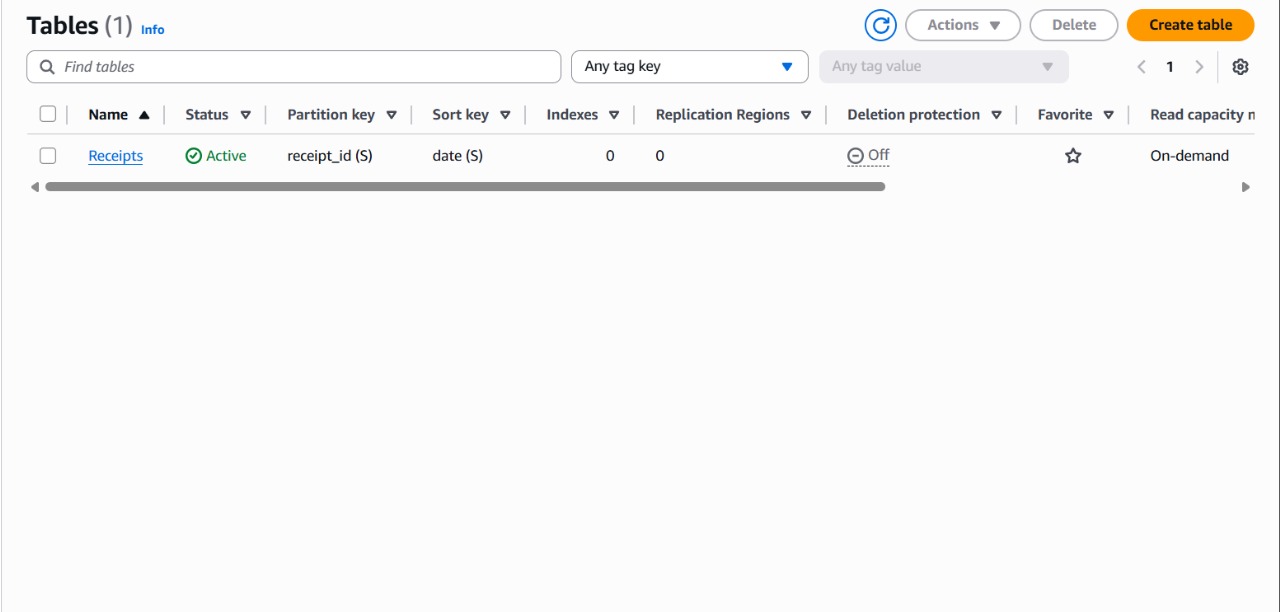 Tables (1) Info
Actions Delete Create table
Find tables Any tag key Any tag value 1
Name Status Partition key Sort key Indexes Replication Regions Deletion protection Favorite Read capacity
Receipts Active receipt_id (S) date (S) 0 0 Off On-demand